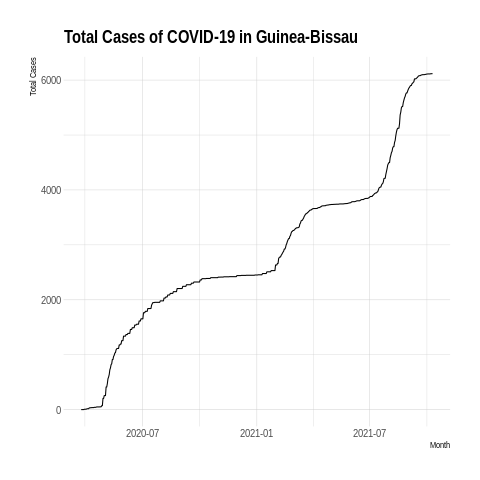 Total Cases of COVID-19 in Guinea-Bissau
Total Cases
6000
4000
2000
0
2020-07 2021-01 2021-07
Month